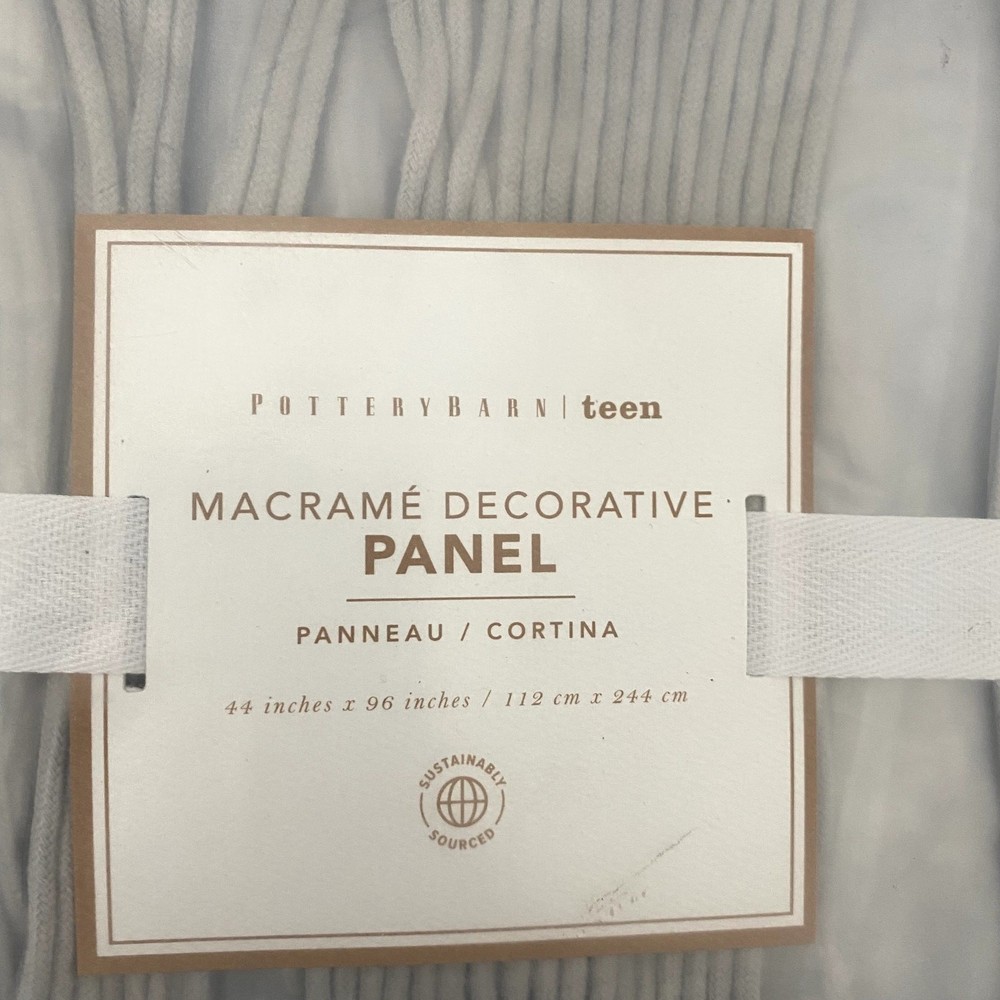 POTTERYBARN | teen
MACRAMÉ DECORATIVE
PANEL
PANNEAU / CORTINA
44 inches x 96 inches / 112 cm x 244 cm
SUSTAINABLY
SOURCED